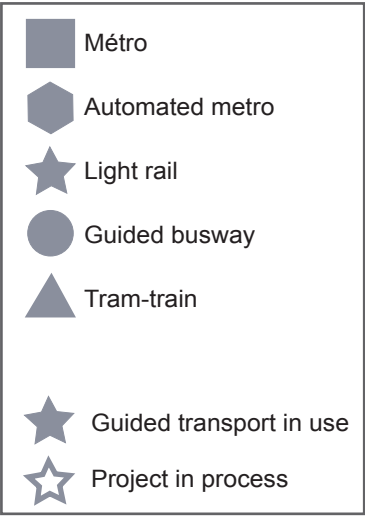 Métro
Automated metro
Light rail
Guided busway
Tram-train
Guided transport in use
Project in process